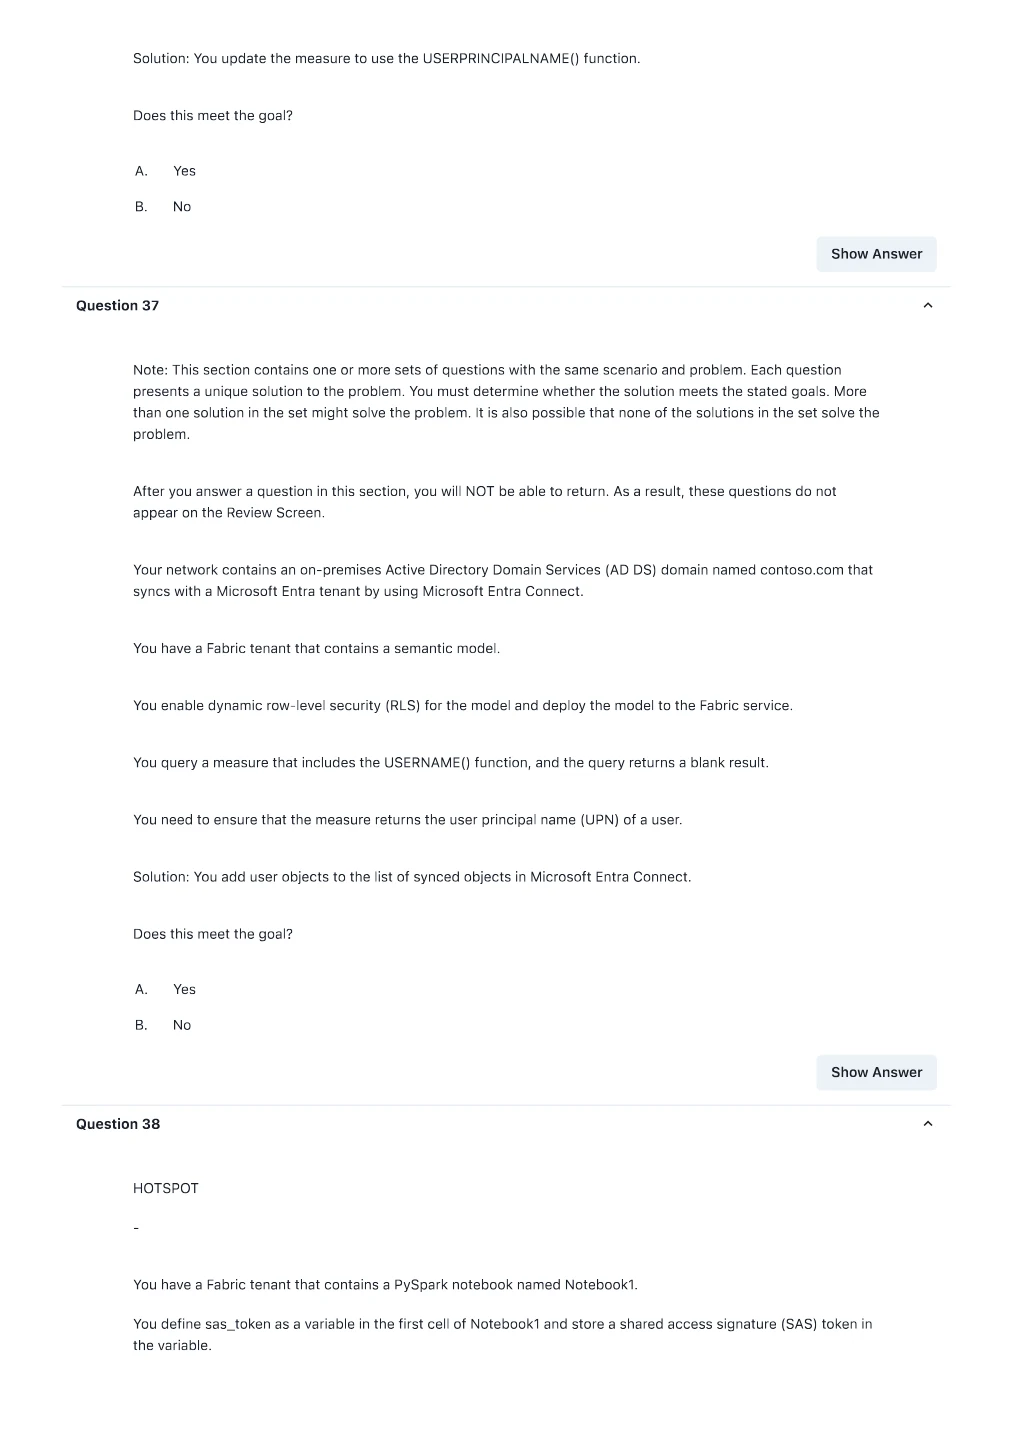 Solution: You update the measure to use the USERPRINCIPALNAME() function.
Does this meet the goal?
A. Yes
B. No
Show Answer
Question 37
Note: This section contains one or more sets of questions with the same scenario and problem. Each question
presents a unique solution to the problem. You must determine whether the solution meets the stated goals. More
than one solution in the set might solve the problem. It is also possible that none of the solutions in the set solve the
problem.
After you answer a question in this section, you will NOT be able to return. As a result, these questions do not
appear on the Review Screen.
Your network contains an on-premises Active Directory Domain Services (AD DS) domain named contoso.com that
syncs with a Microsoft Entra tenant by using Microsoft Entra Connect.
You have a Fabric tenant that contains a semantic model.
You enable dynamic row-level security (RLS) for the model and deploy the model to the Fabric service.
You query a measure that includes the USERNAME() function, and the query returns a blank result.
You need to ensure that the measure returns the user principal name (UPN) of a user.
Solution: You add user objects to the list of synced objects in Microsoft Entra Connect.
Does this meet the goal?
A. Yes
B. No
Show Answer
Question 38
HOTSPOT
-
You have a Fabric tenant that contains a PySpark notebook named Notebook1.
You define sas_token as a variable in the first cell of Notebook1 and store a shared access signature (SAS) token in
the variable.